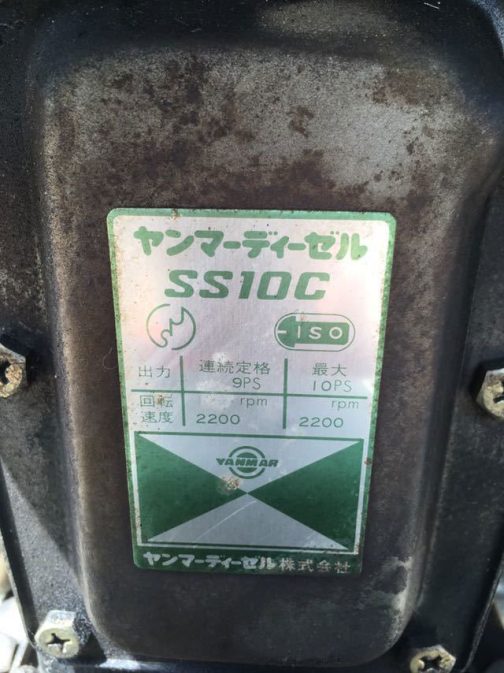 ヤンマーディーゼル
SS10C
ISO
出力 連続定格 9PS 最大 10PS
回転速度 rpm 2200 rpm 2200
YANMAR
ヤンマーディーゼル株式会社